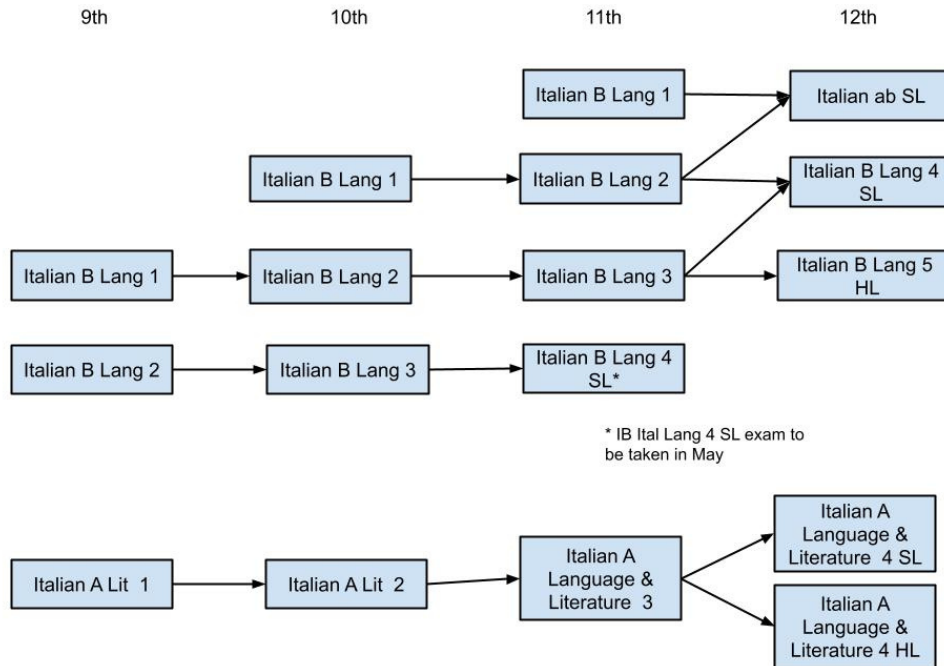 9th 10th 11th 12th
Italian B Lang 1
Italian ab SL
Italian B Lang 1
Italian B Lang 2
Italian B Lang 4
SL
Italian B Lang 1
Italian B Lang 2
Italian B Lang 3
Italian B Lang 5
HL
Italian B Lang 2
Italian B Lang 3
Italian B Lang 4
SL*
* IB Ital Lang 4 SL exam to
be taken in May
Italian A Lit 1
Italian A Lit 2
Italian A
Language &
Literature 3
Italian A
Language &
Literature 4 SL
Italian A
Language &
Literature 4 HL